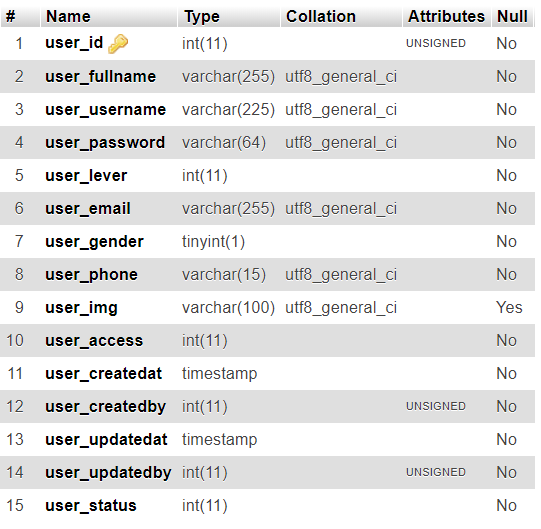 # Name Type Collation Attributes Null
1 user_id int(11) UNSIGNED No
2 user_fullname varchar(255) utf8_general_ci No
3 user_username varchar(225) utf8_general_ci No
4 user_password varchar(64) utf8_general_ci No
5 user_lever int(11) No
6 user_email varchar(255) utf8_general_ci No
7 user_gender tinyint(1) No
8 user_phone varchar(15) utf8_general_ci No
9 user_img varchar(100) utf8_general_ci Yes
10 user_access int(11) No
11 user_createdat timestamp No
12 user_createdby int(11) UNSIGNED No
13 user_updatedat timestamp No
14 user_updatedby int(11) UNSIGNED No
15 user_status int(11) No